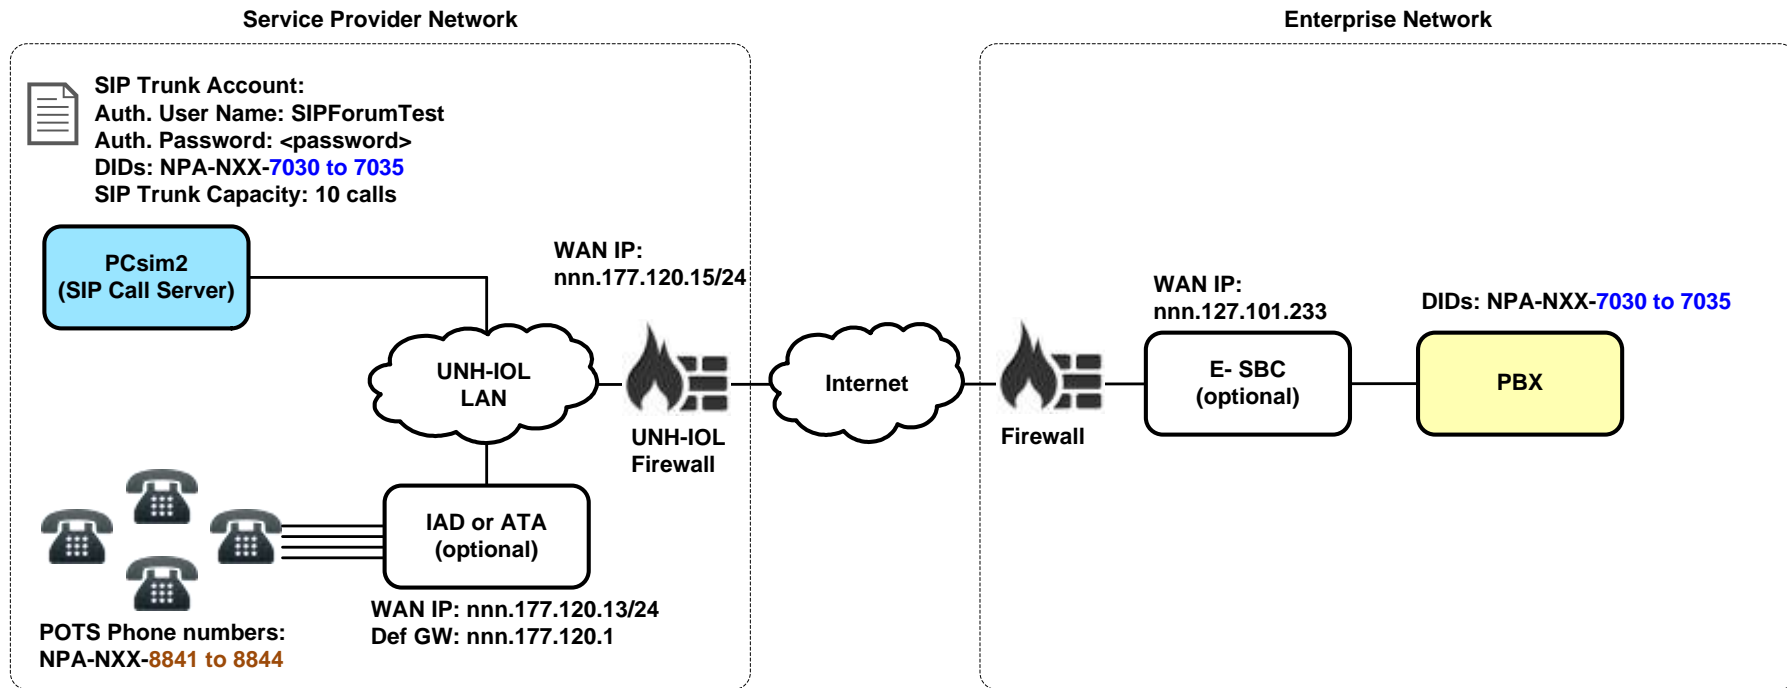 Service Provider Network
Enterprise Network
SIP Trunk Account:
Auth. User Name: SIPForumTest
Auth. Password: <password>
DIDs: NPA-NXX-7030 to 7035
SIP Trunk Capacity: 10 calls
PCsim2
(SIP Call Server)
WAN IP:
nnn.177.120.15/24
UNH-IOL
LAN
UNH-IOL
Firewall
Internet
Firewall
WAN IP:
nnn.127.101.233
E- SBC
(optional)
DIDs: NPA-NXX-7030 to 7035
PBX
IAD or ATA
(optional)
WAN IP: nnn.177.120.13/24
Def GW: nnn.177.120.1
POTS Phone numbers:
NPA-NXX-8841 to 8844